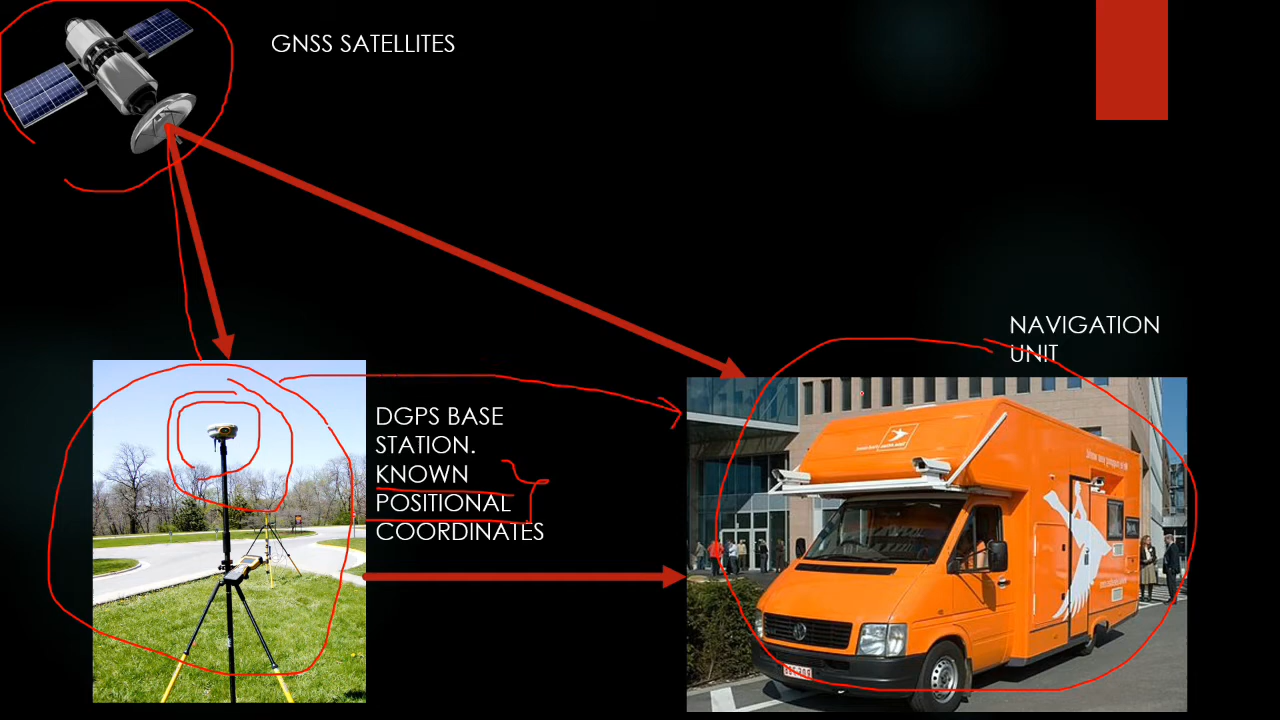 GNSS SATELLITES
NAVIGATION
UNIT
DGPS BASE
STATION.
KNOWN
POSITIONAL
COORDINATES